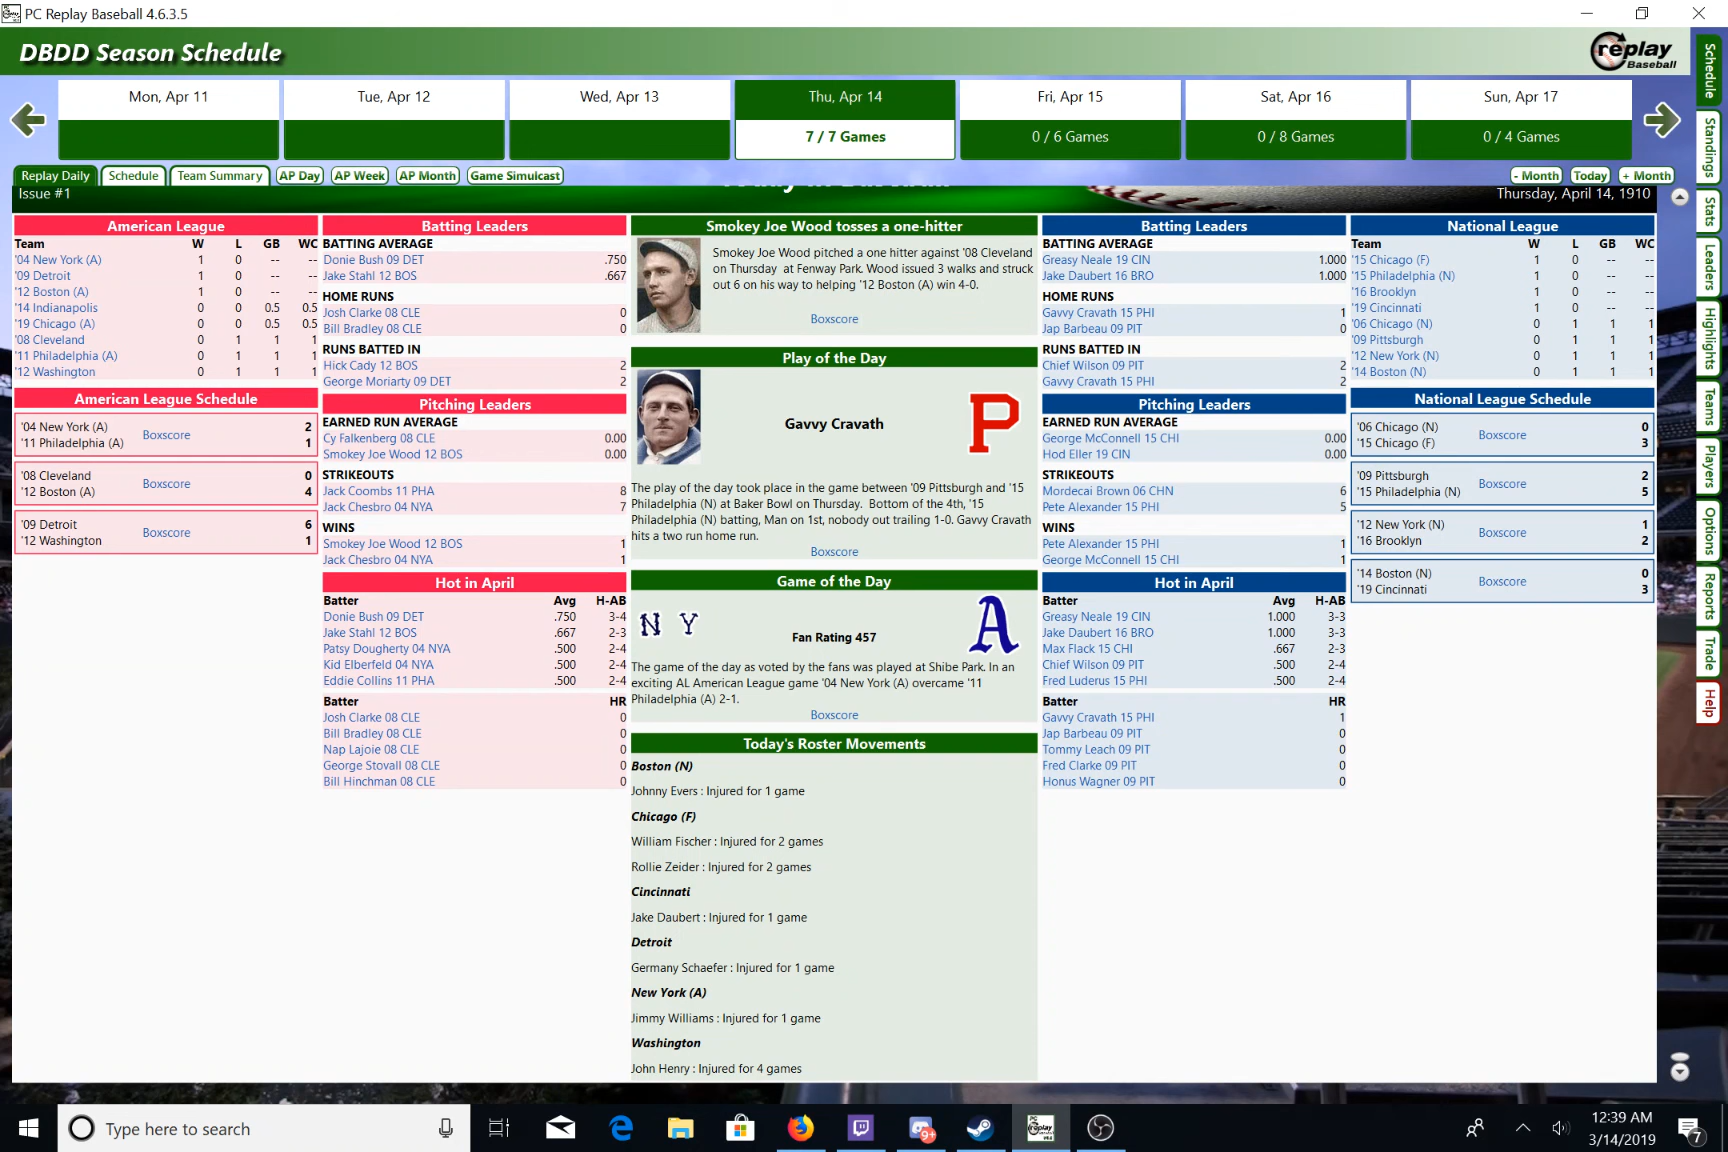 PC Replay Baseball 4.6.3.5
DBDD Season Schedule
replay
Baseball
Mon, Apr 11
Tue, Apr 12
Wed, Apr 13
Thu, Apr 14
7 / 7 Games
Fri, Apr 15
0 / 6 Games
Sat, Apr 16
0 / 8 Games
Sun, Apr 17
0 / 4 Games
Replay Daily Schedule Team Summary AP Day AP Week AP Month Game Simulcast
- Month Today + Month
Issue #1
Thursday, April 14, 1910
American League
Team W L GB WC
'04 New York (A) 1 0 -- --
'09 Detroit 1 0 -- --
'12 Boston (A) 1 0 -- --
'14 Indianapolis 0 0 0.5 0.5
'19 Chicago (A) 0 0 0.5 0.5
'08 Cleveland 0 1 1 1
'11 Philadelphia (A) 0 1 1 1
'12 Washington 0 1 1 1
American League Schedule
'04 New York (A) 2
Boxscore
'11 Philadelphia (A) 1
'08 Cleveland 0
Boxscore
'12 Boston (A) 4
'09 Detroit 6
Boxscore
'12 Washington 1
Batting Leaders
BATTING AVERAGE
Donie Bush 09 DET .750
Jake Stahl 12 BOS .667
HOME RUNS
Josh Clarke 08 CLE 0
Bill Bradley 08 CLE 0
RUNS BATTED IN
Hick Cady 12 BOS 2
George Moriarty 09 DET 2
Pitching Leaders
EARNED RUN AVERAGE
Cy Falkenberg 08 CLE 0.00
Smokey Joe Wood 12 BOS 0.00
STRIKEOUTS
Jack Coombs 11 PHA 8
Jack Chesbro 04 NYA 7
WINS
Smokey Joe Wood 12 BOS 1
Jack Chesbro 04 NYA 1
Hot in April
Batter Avg H-AB
Donie Bush 09 DET .750 3-4
Jake Stahl 12 BOS .667 2-3
Patsy Dougherty 04 NYA .500 2-4
Kid Elberfeld 04 NYA .500 2-4
Eddie Collins 11 PHA .500 2-4
Batter HR
Josh Clarke 08 CLE 0
Bill Bradley 08 CLE 0
Nap Lajoie 08 CLE 0
George Stovall 08 CLE 0
Bill Hinchman 08 CLE 0
Smokey Joe Wood tosses a one-hitter
Smokey Joe Wood pitched a one hitter against '08 Cleveland
on Thursday at Fenway Park. Wood issued 3 walks and struck
out 6 on his way to helping '12 Boston (A) win 4-0.
Boxscore
Play of the Day
Gavvy Cravath
P
The play of the day took place in the game between '09 Pittsburgh and '15
Philadelphia (N) at Baker Bowl on Thursday. Bottom of the 4th, '15
Philadelphia (N) batting, Man on 1st, nobody out trailing 1-0. Gavvy Cravath
hits a two run home run.
Boxscore
Game of the Day
N Y
Fan Rating 457
A
The game of the day as voted by the fans was played at Shibe Park. In an
exciting AL American League game '04 New York (A) overcame '11
Philadelphia (A) 2-1.
Boxscore
Today's Roster Movements
Boston (N)
Johnny Evers : Injured for 1 game
Chicago (F)
William Fischer : Injured for 2 games
Rollie Zeider : Injured for 2 games
Cincinnati
Jake Daubert : Injured for 1 game
Detroit
Germany Schaefer : Injured for 1 game
New York (A)
Jimmy Williams : Injured for 1 game
Washington
John Henry : Injured for 4 games
Batting Leaders
BATTING AVERAGE
Greasy Neale 19 CIN 1.000
Jake Daubert 16 BRO 1.000
HOME RUNS
Gavvy Cravath 15 PHI 1
Jap Barbeau 09 PIT 0
RUNS BATTED IN
Chief Wilson 09 PIT 2
Gavvy Cravath 15 PHI 2
Pitching Leaders
EARNED RUN AVERAGE
George McConnell 15 CHI 0.00
Hod Eller 19 CIN 0.00
STRIKEOUTS
Mordecai Brown 06 CHN 6
Pete Alexander 15 PHI 5
WINS
Pete Alexander 15 PHI 1
George McConnell 15 CHI 1
Hot in April
Batter Avg H-AB
Greasy Neale 19 CIN 1.000 3-3
Jake Daubert 16 BRO 1.000 3-3
Max Flack 15 CHI .667 2-3
Chief Wilson 09 PIT .500 2-4
Fred Luderus 15 PHI .500 2-4
Batter HR
Gavvy Cravath 15 PHI 1
Jap Barbeau 09 PIT 0
Tommy Leach 09 PIT 0
Fred Clarke 09 PIT 0
Honus Wagner 09 PIT 0
National League
Team W L GB WC
'15 Chicago (F) 1 0 -- --
'15 Philadelphia (N) 1 0 -- --
'16 Brooklyn 1 0 -- --
'19 Cincinnati 1 0 -- --
'06 Chicago (N) 0 1 1 1
'09 Pittsburgh 0 1 1 1
'12 New York (N) 0 1 1 1
'14 Boston (N) 0 1 1 1
National League Schedule
'06 Chicago (N) 0
Boxscore
'15 Chicago (F) 3
'09 Pittsburgh 2
Boxscore
'15 Philadelphia (N) 5
'12 New York (N) 1
Boxscore
'16 Brooklyn 2
'14 Boston (N) 0
Boxscore
'19 Cincinnati 3
Schedule
Standings
Stats
Leaders
Highlights
Teams
Players
Options
Reports
Trade
Help
Type here to search
9+
12:39 AM
3/14/2019
7